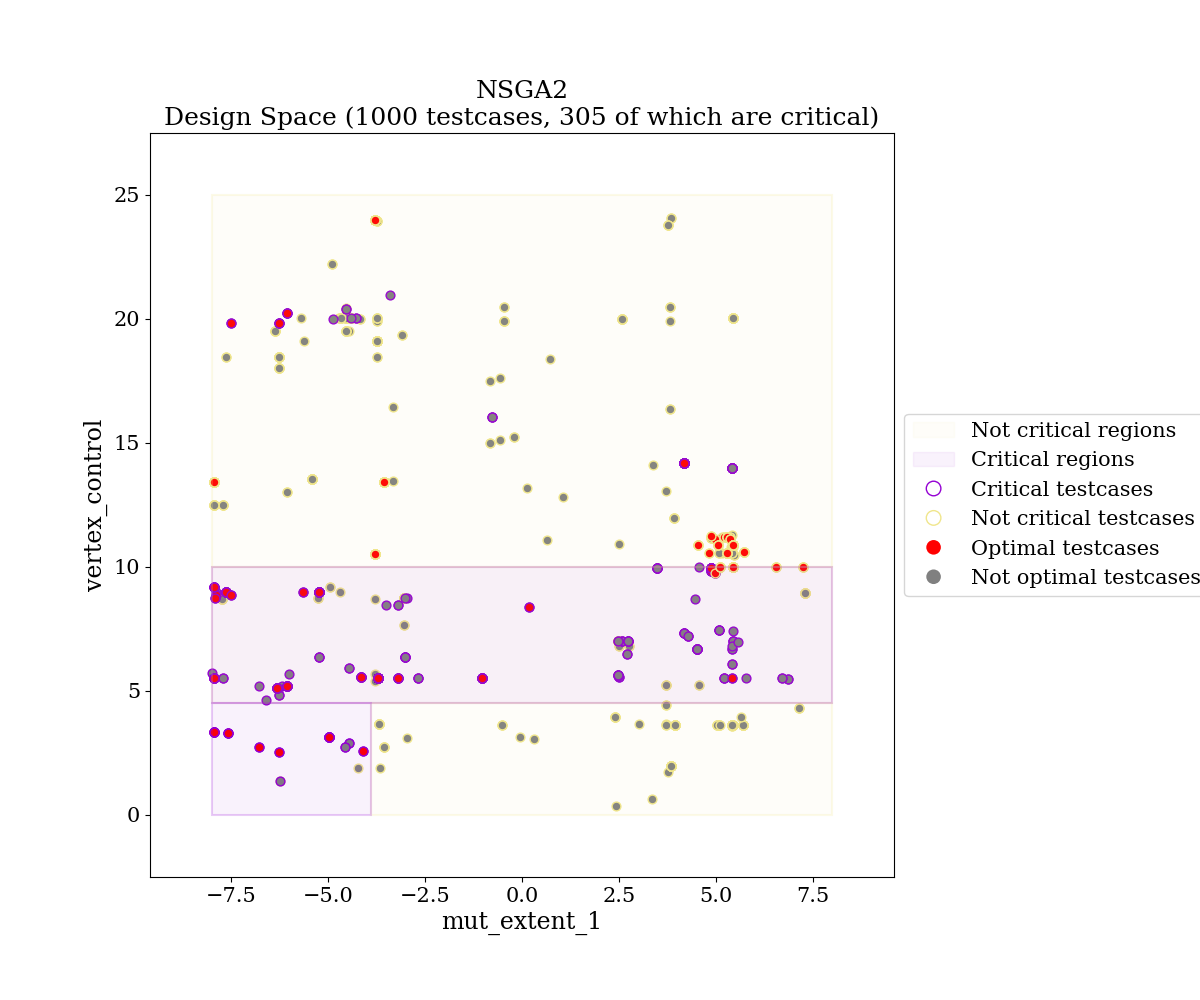 NSGA2
Design Space (1000 testcases, 305 of which are critical)
25
20
15
10
5
0
vertex_control
−7.5
−5.0
−2.5
0.0
2.5
5.0
7.5
mut_extent_1
Not critical regions
Critical regions
Critical testcases
Not critical testcases
Optimal testcases
Not optimal testcases